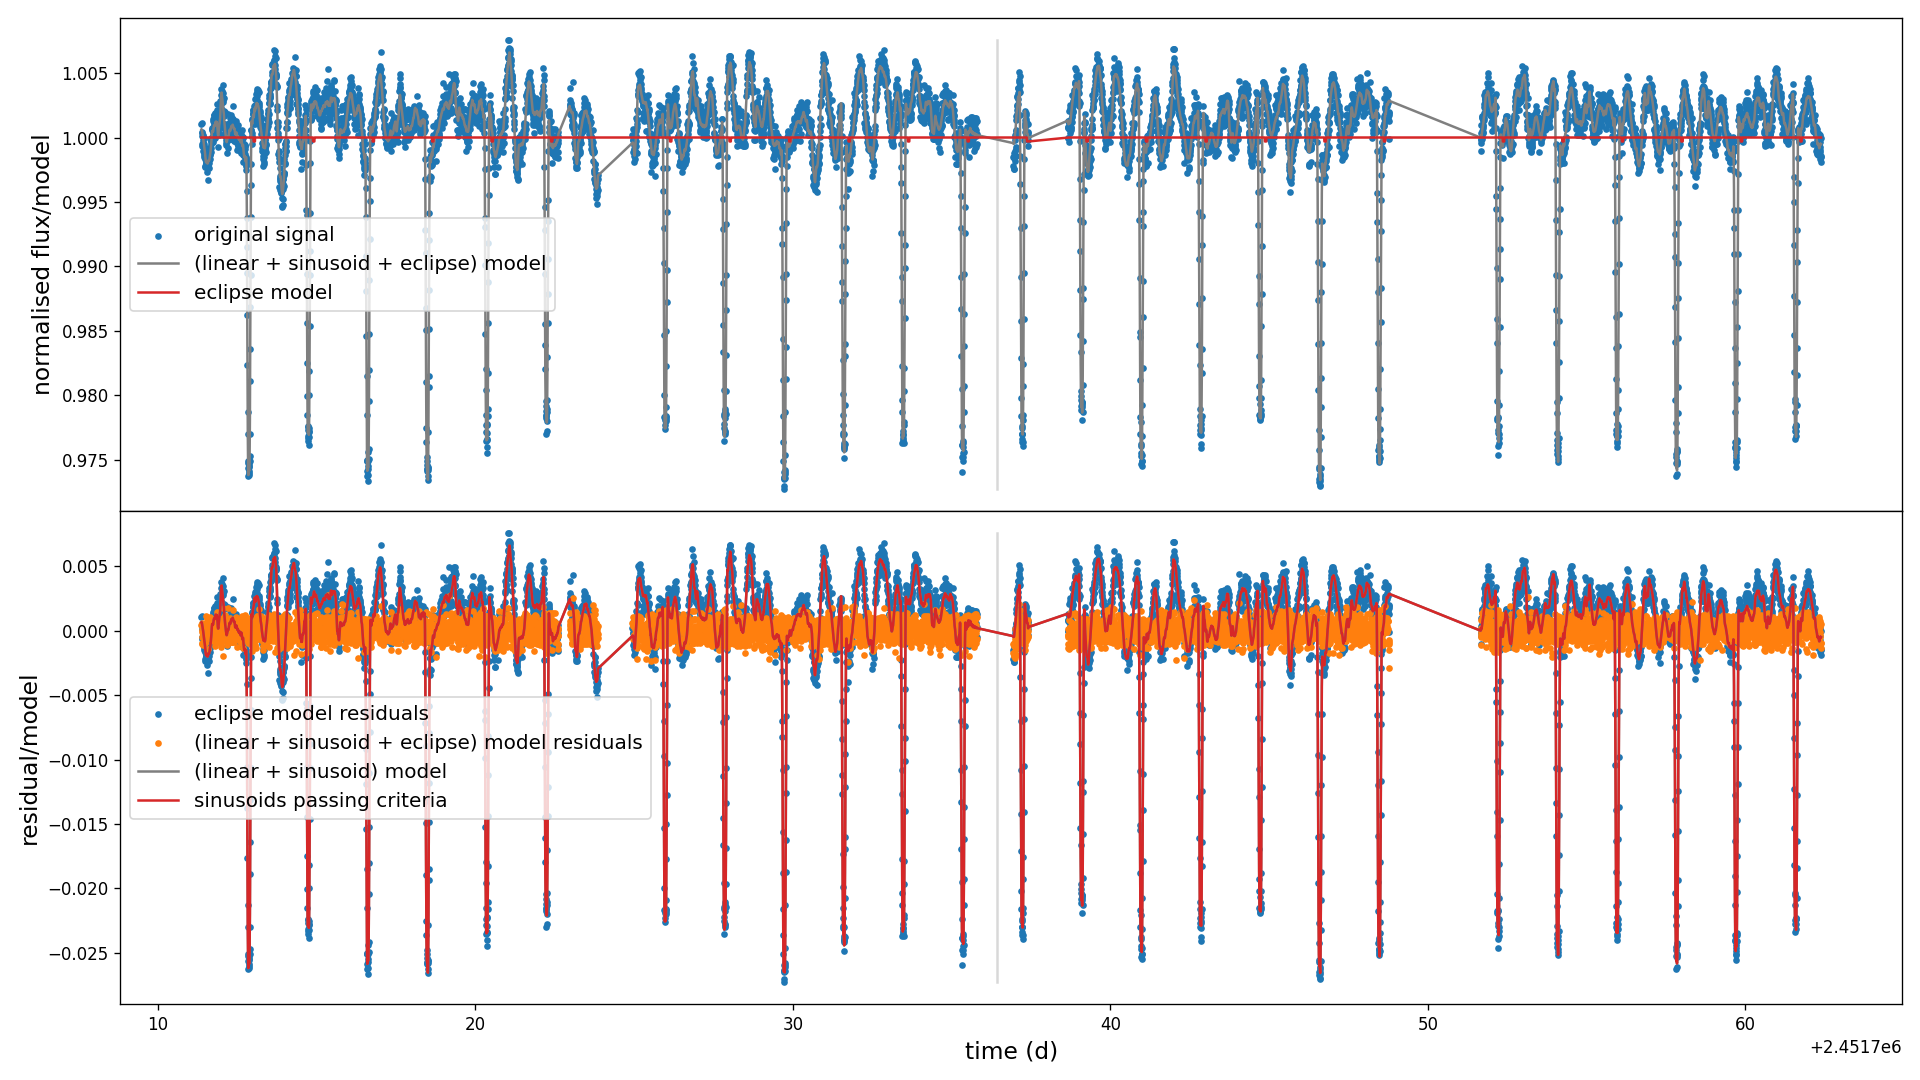 1.005
1.000
0.995
0.990
0.985
0.980
0.975
normalised flux/model
original signal
(linear + sinusoid + eclipse) model
eclipse model
0.005
0.000
−0.005
−0.010
−0.015
−0.020
−0.025
residual/model
eclipse model residuals
(linear + sinusoid + eclipse) model residuals
(linear + sinusoid) model
sinusoids passing criteria
10 20 30 40 50 60
time (d)
+2.4517e6